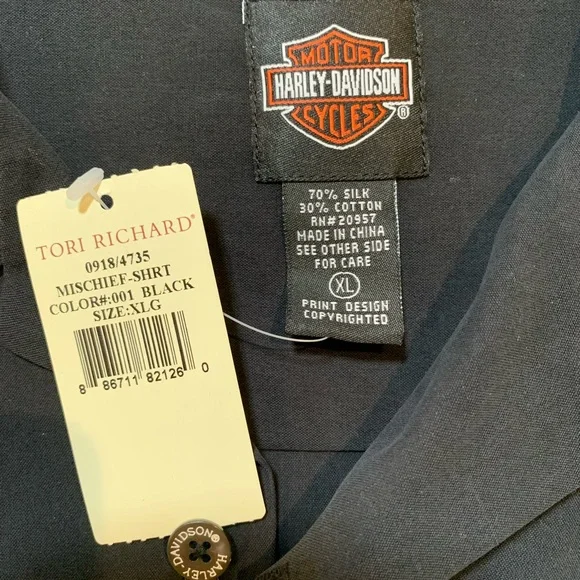 MOTOR
HARLEY-DAVIDSON
CYCLES
®
70% SILK
30% COTTON
RN#20957
MADE IN CHINA
SEE OTHER SIDE
FOR CARE
XL
PRINT DESIGN
COPYRIGHTED
TORI RICHARD®
0918/4735
MISCHIEF-SHRT
COLOR#:001 BLACK
SIZE:XLG
8 86711 82126 0
HARLEY-DAVIDSON®